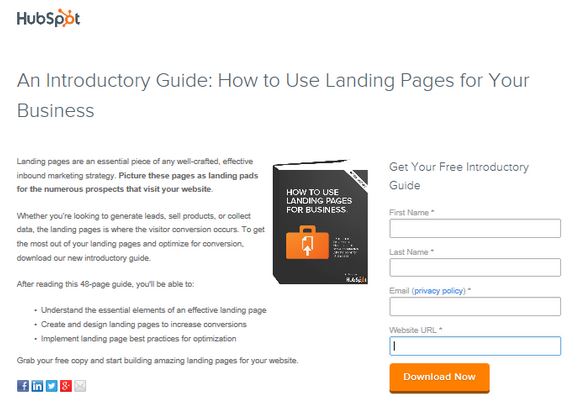 HubSpot
An Introductory Guide: How to Use Landing Pages for Your
Business
Landing pages are an essential piece of any well-crafted, effective
inbound marketing strategy. Picture these pages as landing pads
for the numerous prospects that visit your website.
Whether you're looking to generate leads, sell products, or collect
data, the landing pages is where the visitor conversion occurs. To get
the most out of your landing pages and optimize for conversion,
download our new introductory guide.
After reading this 48-page guide, you'll be able to:
• Understand the essential elements of an effective landing page
• Create and design landing pages to increase conversions
• Implement landing page best practices for optimization
Grab your free copy and start building amazing landing pages for your website.
HOW TO USE
LANDING PAGES
FOR BUSINESS.
HubSpot
Get Your Free Introductory
Guide
First Name *
Last Name *
Email (privacy policy) *
Website URL *
Download Now